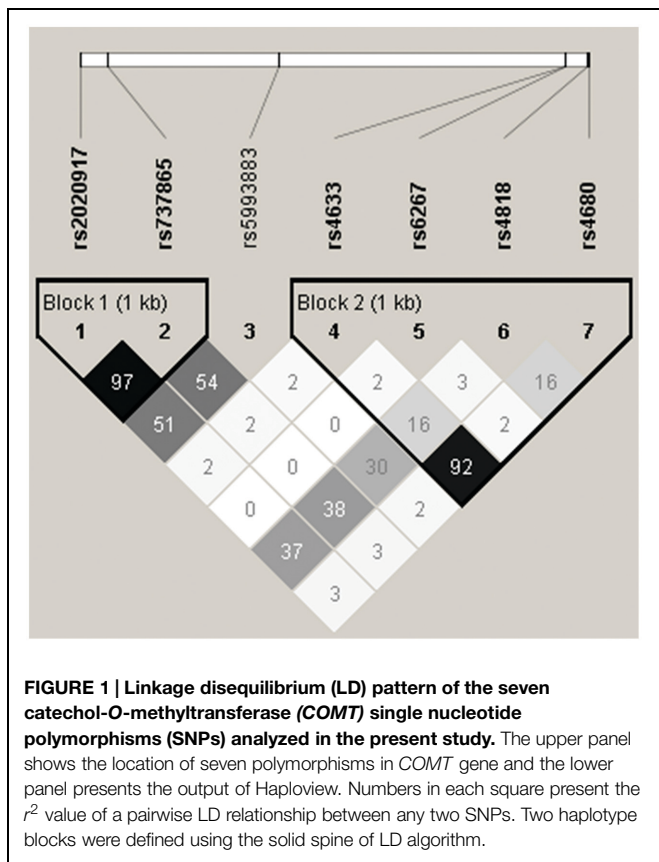 rs2020917 rs737865 rs5993883 rs4633 rs6267 rs4818 rs4680
Block 1 (1 kb) Block 2 (1 kb)
1 2 3 4 5 6 7
97 54 2 2 3 16
51 2 0 16 2
2 0 30 92
0 38 2
37 3
3
FIGURE 1 | Linkage disequilibrium (LD) pattern of the seven
catechol-O-methyltransferase (COMT) single nucleotide
polymorphisms (SNPs) analyzed in the present study. The upper panel
shows the location of seven polymorphisms in COMT gene and the lower
panel presents the output of Haploview. Numbers in each square present the
r² value of a pairwise LD relationship between any two SNPs. Two haplotype
blocks were defined using the solid spine of LD algorithm.